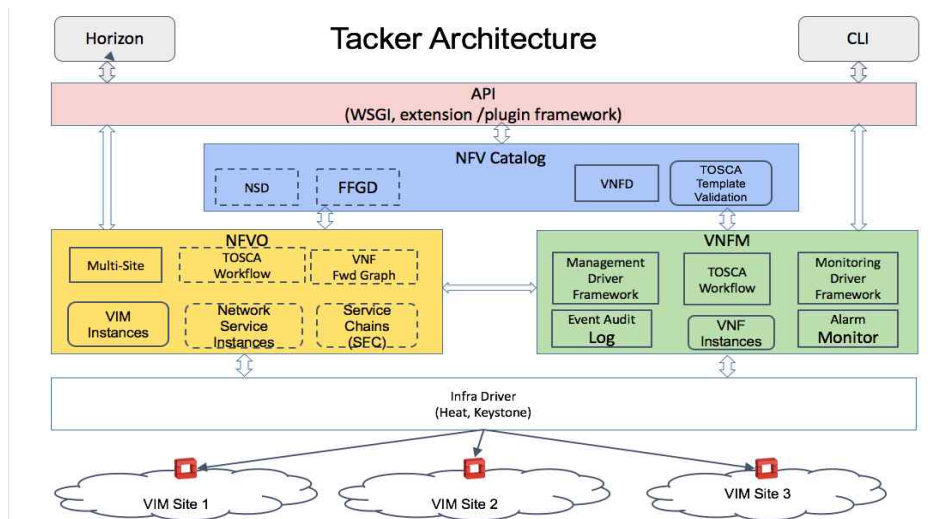 Tacker Architecture
Horizon
CLI
API
(WSGI, extension /plugin framework)
NFV Catalog
NSD
FFGD
VNFD
TOSCA
Template
Validation
NFVO
Multi-Site
TOSCA
Workflow
VNF
Fwd Graph
VIM
Instances
Network
Service
Instances
Service
Chains
(SFC)
VNFM
Management
Driver
Framework
TOSCA
Workflow
Monitoring
Driver
Framework
Event Audit
Log
VNF
Instances
Alarm
Monitor
Infra Driver
(Heat, Keystone)
VIM Site 1
VIM Site 2
VIM Site 3